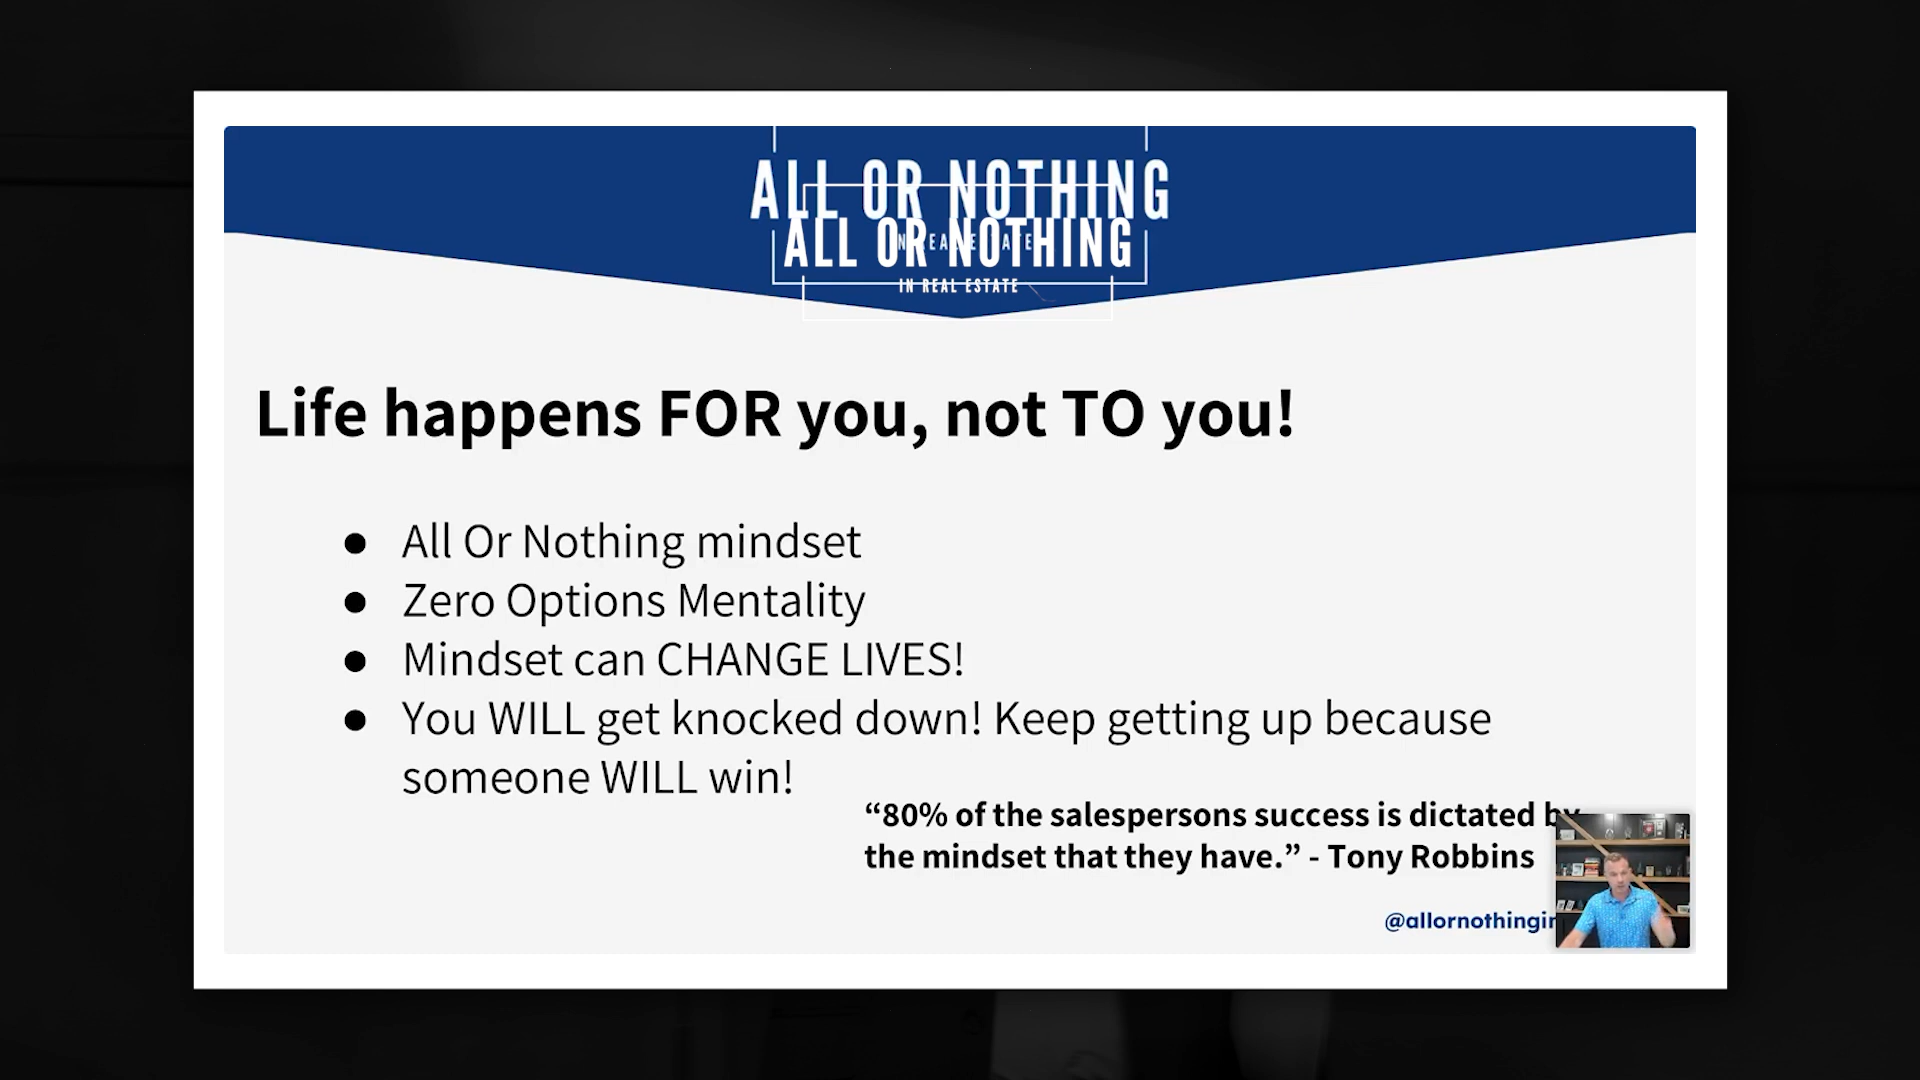 ALL OR NOTHING
ALL OR NOTHING
IN REAL ESTATE
Life happens FOR you, not TO you!
● All Or Nothing mindset
● Zero Options Mentality
● Mindset can CHANGE LIVES!
● You WILL get knocked down! Keep getting up because
someone WILL win!
“80% of the salespersons success is dictated by
the mindset that they have.” - Tony Robbins